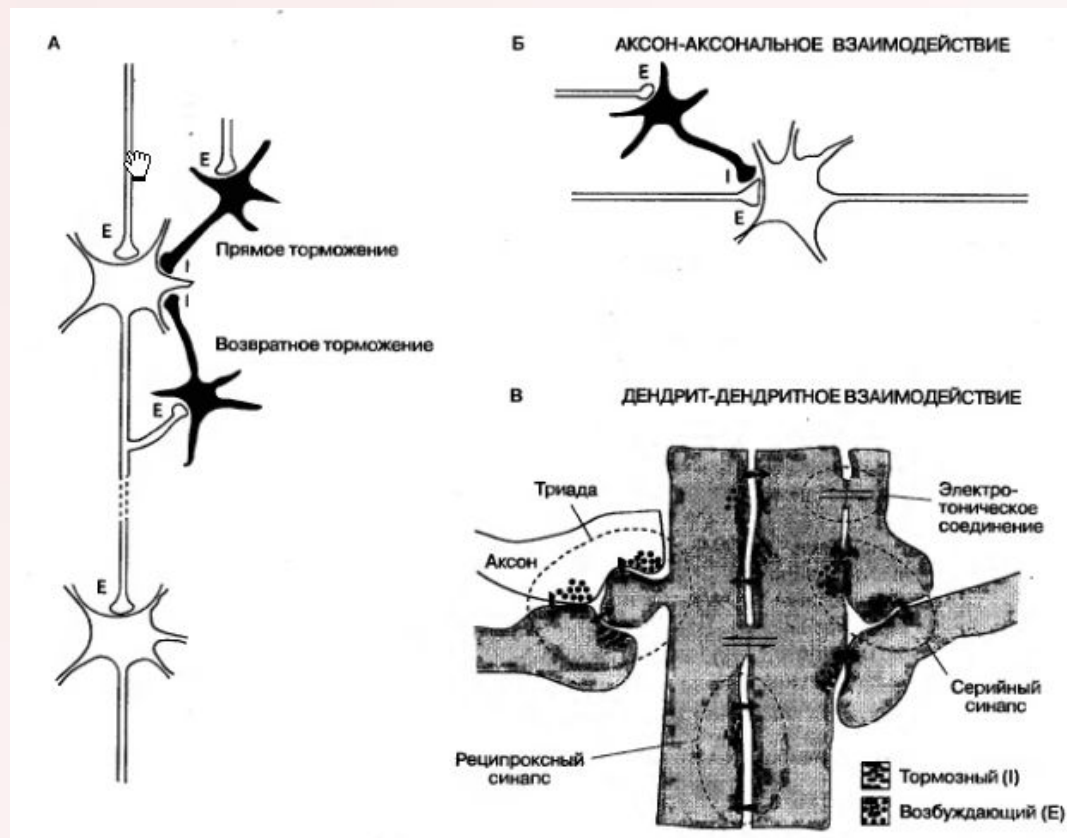 А
E
E
Прямое торможение
I
I
Возвратное торможение
E
E
Б
АКСОН-АКСОНАЛЬНОЕ ВЗАИМОДЕЙСТВИЕ
E
I
E
В
ДЕНДРИТ-ДЕНДРИТНОЕ ВЗАИМОДЕЙСТВИЕ
Триада
Аксон
Электро-
тоническое
соединение
Серийный
синапс
Реципроксный
синапс
Тормозный (I)
Возбуждающий (E)